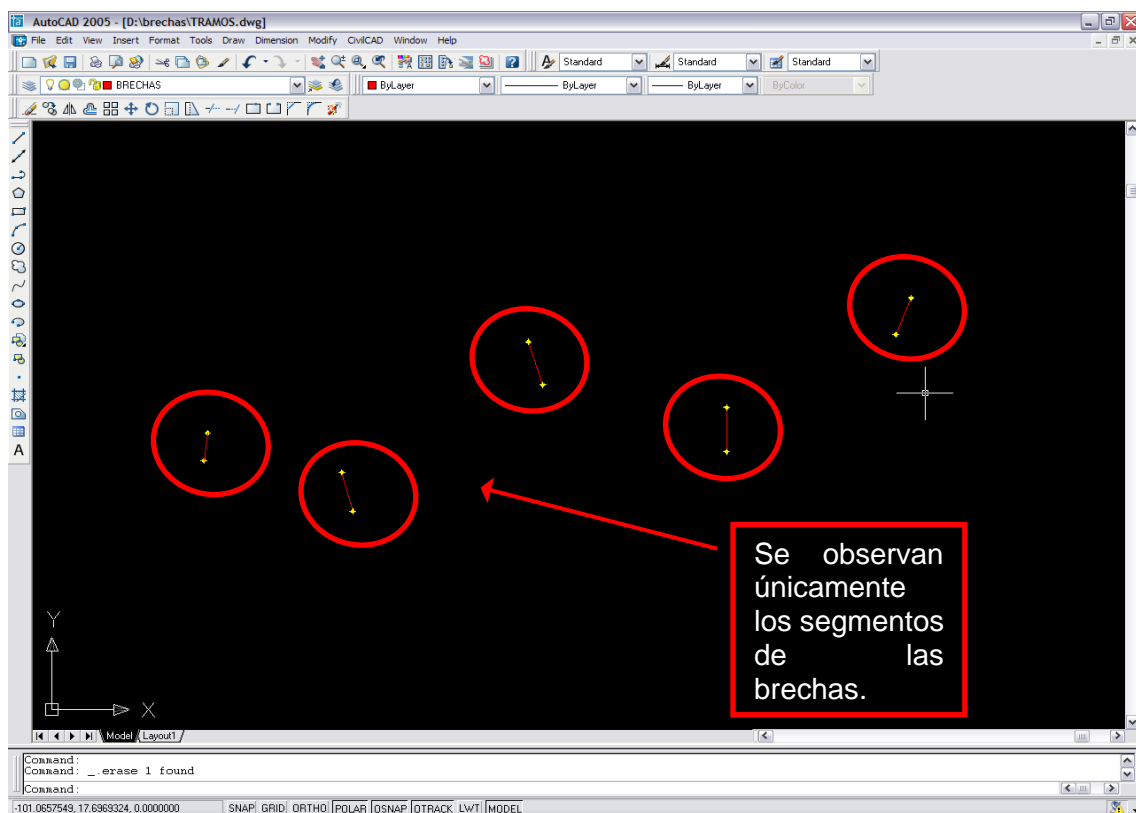 AutoCAD 2005 - [D:\brechas\TRAMOS.dwg]
File Edit View Insert Format Tools Draw Dimension Modify CivilCAD Window Help
Standard Standard Standard
BRECHAS ByLayer ByLayer ByLayer ByColor
A
Se observan
únicamente
los segmentos
de las
brechas.
Y
X
Model Layout1
Command:
Command: _.erase 1 found
Command:
-101.0657549, 17.6969324, 0.0000000 SNAP GRID ORTHO POLAR OSNAP OTRACK LWT MODEL